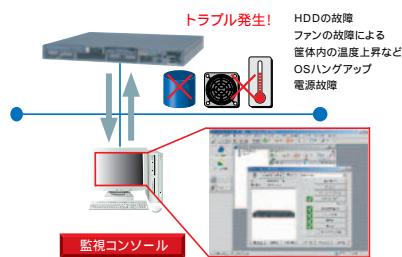 トラブル発生!
HDDの故障
ファンの故障による
筐体内の温度上昇など
OSハングアップ
電源故障
監視コンソール